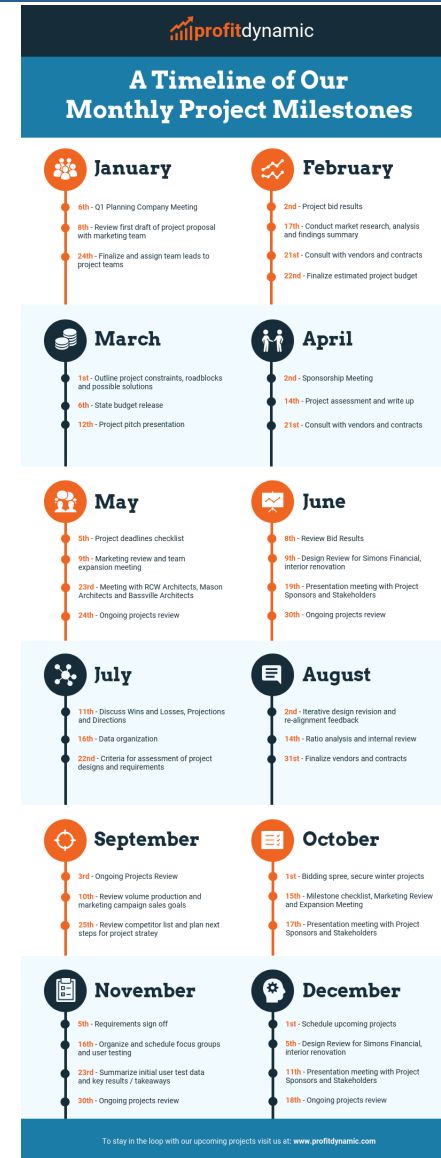 profitdynamic
A Timeline of Our
Monthly Project Milestones
January
6th - Q1 Planning Company Meeting
8th - Review first draft of project proposal
with marketing team
24th - Finalize and assign team leads to
project teams
February
2nd - Project bid results
17th - Conduct market research, analysis
and findings summary
21st - Consult with vendors and contracts
22nd - Finalize estimated project budget
March
1st - Outline project constraints, roadblocks
and possible solutions
6th - State budget release
12th - Project pitch presentation
April
2nd - Sponsorship Meeting
14th - Project assessment and write up
21st - Consult with vendors and contracts
May
5th - Project deadlines checklist
9th - Marketing review and team
expansion meeting
23rd - Meeting with RCW Architects, Mason
Architects and Bassville Architects
24th - Ongoing projects review
June
8th - Review Bid Results
9th - Design Review for Simons Financial,
interior renovation
19th - Presentation meeting with Project
Sponsors and Stakeholders
30th - Ongoing projects review
July
11th - Discuss Wins and Losses, Projections
and Directions
16th - Data organization
22nd - Criteria for assessment of project
designs and requirements
August
2nd - Iterative design revision and
re-alignment feedback
14th - Ratio analysis and internal review
31st - Finalize vendors and contracts
September
3rd - Ongoing Projects Review
10th - Review volume production and
marketing campaign sales goals
25th - Review competitor list and plan next
steps for project stratey
October
1st - Bidding spree, secure winter projects
15th - Milestone checklist, Marketing Review
and Expansion Meeting
17th - Presentation meeting with Project
Sponsors and Stakeholders
November
5th - Requirements sign off
16th - Organize and schedule focus groups
and user testing
23rd - Summarize initial user test data
and key results / takeaways
30th - Ongoing projects review
December
1st - Schedule upcoming projects
5th - Design Review for Simons Financial,
interior renovation
11th - Presentation meeting with Project
Sponsors and Stakeholders
18th - Ongoing projects review
To stay in the loop with our upcoming projects visit us at: www.profitdynamic.com